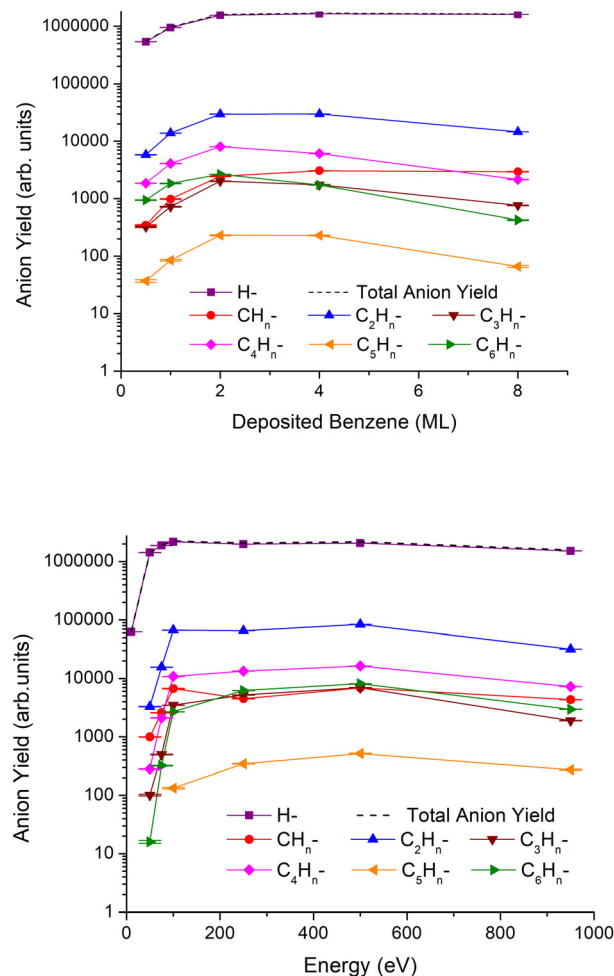 Anion Yield (arb. units)
1000000
100000
10000
1000
100
10
1
H-
Total Anion Yield
CHₙ-
C₂Hₙ-
C₃Hₙ-
C₄Hₙ-
C₅Hₙ-
C₆Hₙ-
0 2 4 6 8
Deposited Benzene (ML)
Anion Yield (arb.units)
1000000
100000
10000
1000
100
10
1
H-
Total Anion Yield
CHₙ-
C₂Hₙ-
C₃Hₙ-
C₄Hₙ-
C₅Hₙ-
C₆Hₙ-
0 200 400 600 800 1000
Energy (eV)